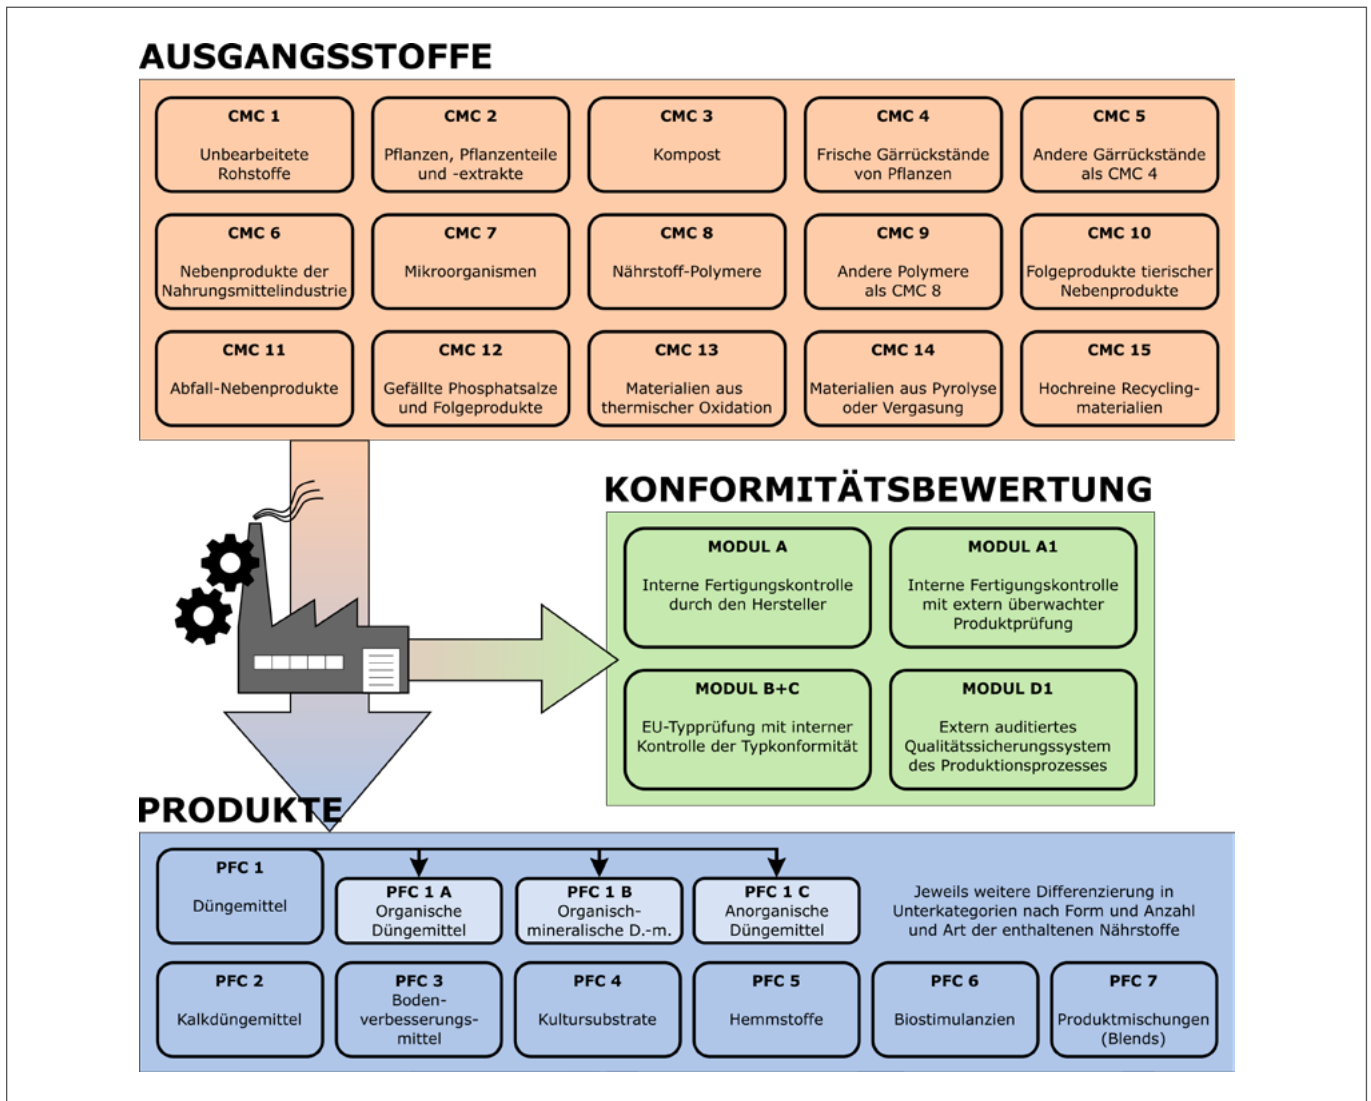 AUSGANGSSTOFFE
CMC 1
Unbearbeitete
Rohstoffe
CMC 2
Pflanzen, Pflanzenteile
und -extrakte
CMC 3
Kompost
CMC 4
Frische Gärrückstände
von Pflanzen
CMC 5
Andere Gärrückstände
als CMC 4
CMC 6
Nebenprodukte der
Nahrungsmittelindustrie
CMC 7
Mikroorganismen
CMC 8
Nährstoff-Polymere
CMC 9
Andere Polymere
als CMC 8
CMC 10
Folgeprodukte tierischer
Nebenprodukte
CMC 11
Abfall-Nebenprodukte
CMC 12
Gefällte Phosphatsalze
und Folgeprodukte
CMC 13
Materialien aus
thermischer Oxidation
CMC 14
Materialien aus Pyrolyse
oder Vergasung
CMC 15
Hochreine Recycling-
materialien
KONFORMITÄTSBEWERTUNG
MODUL A
Interne Fertigungskontrolle
durch den Hersteller
MODUL A1
Interne Fertigungskontrolle
mit extern überwachter
Produktprüfung
MODUL B+C
EU-Typprüfung mit interner
Kontrolle der Typkonformität
MODUL D1
Extern auditiertes
Qualitätssicherungssystem
des Produktionsprozesses
PRODUKTE
PFC 1
Düngemittel
PFC 1 A
Organische
Düngemittel
PFC 1 B
Organisch-
mineralische D.-m.
PFC 1 C
Anorganische
Düngemittel
Jeweils weitere Differenzierung in
Unterkategorien nach Form und Anzahl
und Art der enthaltenen Nährstoffe
PFC 2
Kalkdüngemittel
PFC 3
Boden-
verbesserungs-
mittel
PFC 4
Kultursubstrate
PFC 5
Hemmstoffe
PFC 6
Biostimulanzien
PFC 7
Produktmischungen
(Blends)